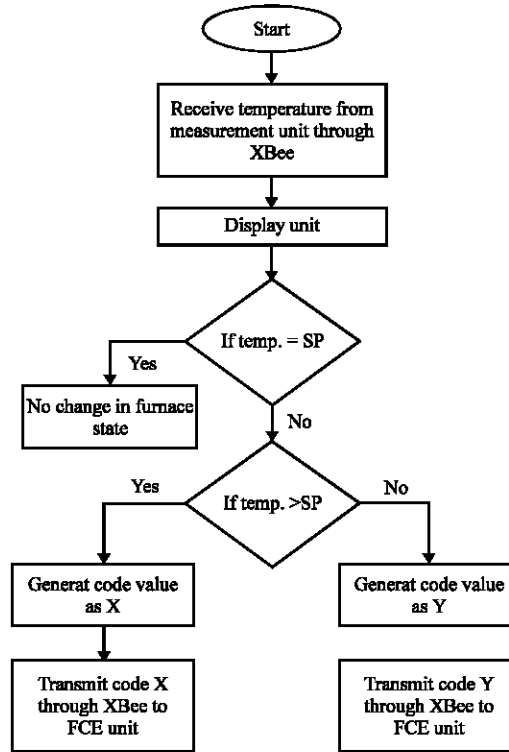 Start
Receive temperature from
measurement unit through
XBee
Display unit
If temp. = SP
Yes
No change in furnace
state
No
If temp. >SP
Yes
No
Generat code value
as X
Generat code value
as Y
Transmit code X
through XBee to
FCE unit
Transmit code Y
through XBee to
FCE unit